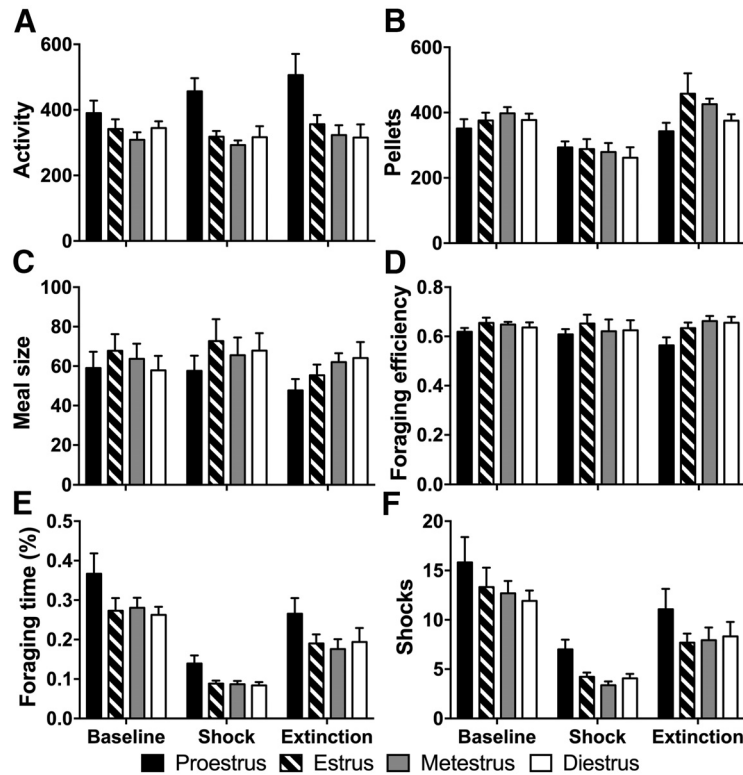 A
Activity
600
400
200
0
B
Pellets
600
400
200
0
C
Meal size
100
80
60
40
20
0
D
Foraging efficiency
0.8
0.6
0.4
0.2
0.0
E
Foraging time (%)
0.5
0.4
0.3
0.2
0.1
0.0
Baseline Shock Extinction
F
Shocks
20
15
10
5
0
Baseline Shock Extinction
Proestrus Estrus Metestrus Diestrus